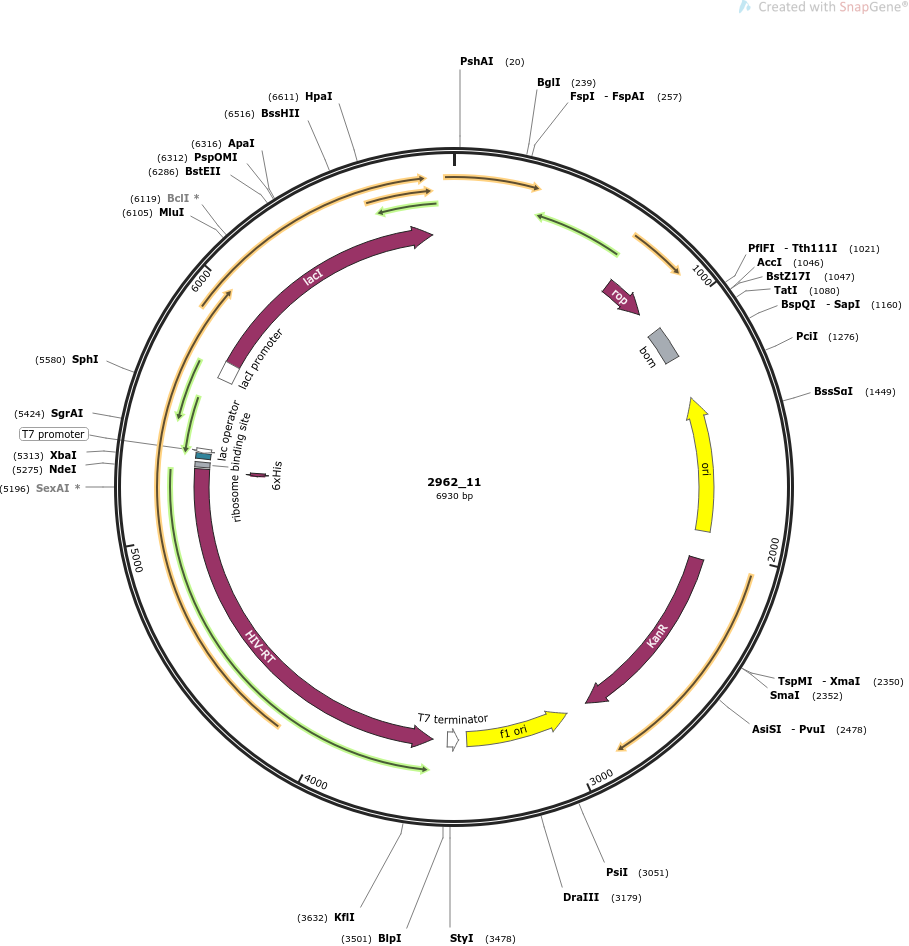 Created with SnapGene®
PshAI (20)
BglI (239)
FspI - FspAI (257)
(6611) HpaI
(6516) BssHII
(6316) ApaI
(6312) PspOMI
(6286) BstEII
(6119) BclI *
(6105) MluI
PflFI - Tth111I (1021)
AccI (1046)
BstZ17I (1047)
TatI (1080)
BspQI - SapI (1160)
PciI (1276)
BssSαI (1449)
1000
6000
lacI
rop
bom
lacI promoter
(5580) SphI
(5424) SgrAI
T7 promoter
(5313) XbaI
(5275) NdeI
(5196) SexAI *
lac operator
ribosome binding site
6xHis
2962_11
6930 bp
ori
5000
2000
HIV-RT
KanR
TspMI - XmaI (2350)
SmaI (2352)
AsiSI - PvuI (2478)
T7 terminator
f1 ori
4000
3000
PsiI (3051)
DraIII (3179)
(3632) KflI
(3501) BlpI
StyI (3478)